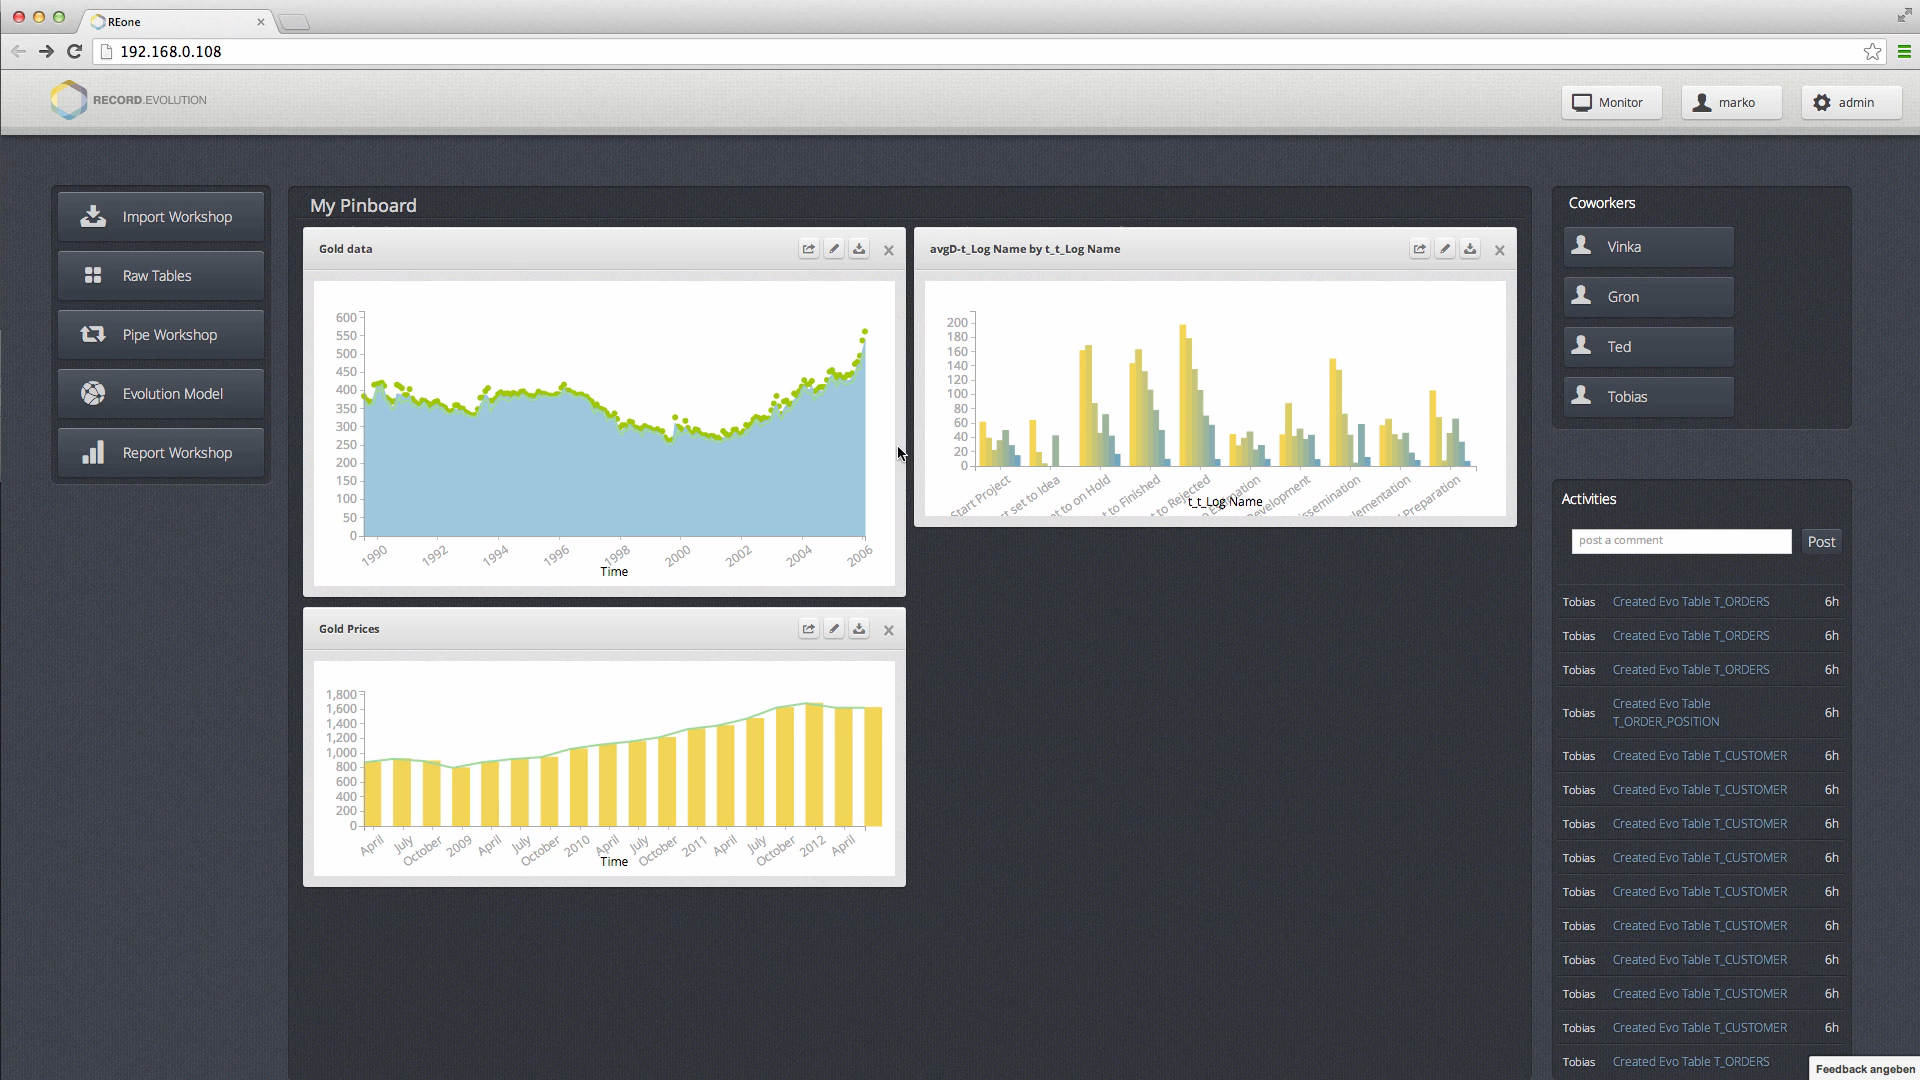 REone
192.168.0.108
RECORD.EVOLUTION
Monitor
marko
admin
Import Workshop
Raw Tables
Pipe Workshop
Evolution Model
Report Workshop
My Pinboard
Gold data
600
550
500
450
400
350
300
250
200
150
100
50
0
1990
1992
1994
1996
1998
2000
2002
2004
2006
Time
avgD-t_Log Name by t_t_Log Name
200
180
160
140
120
100
80
60
40
20
0
Start Project
set to Idea
to on Hold
to Finished
to Rejected
Estimation
Development
ssemination
lementation
Preparation
t_t_Log Name
Gold Prices
1,800
1,600
1,400
1,200
1,000
800
600
400
200
0
April
July
October
2009
April
July
October
2010
April
July
October
2011
April
July
October
2012
April
Time
Coworkers
Vinka
Gron
Ted
Tobias
Activities
post a comment
Post
Tobias Created Evo Table T_ORDERS 6h
Tobias Created Evo Table T_ORDERS 6h
Tobias Created Evo Table T_ORDERS 6h
Tobias Created Evo Table
T_ORDER_POSITION 6h
Tobias Created Evo Table T_CUSTOMER 6h
Tobias Created Evo Table T_CUSTOMER 6h
Tobias Created Evo Table T_CUSTOMER 6h
Tobias Created Evo Table T_CUSTOMER 6h
Tobias Created Evo Table T_CUSTOMER 6h
Tobias Created Evo Table T_CUSTOMER 6h
Tobias Created Evo Table T_CUSTOMER 6h
Tobias Created Evo Table T_CUSTOMER 6h
Tobias Created Evo Table T_CUSTOMER 6h
Tobias Created Evo Table T_ORDERS
Feedback angeben